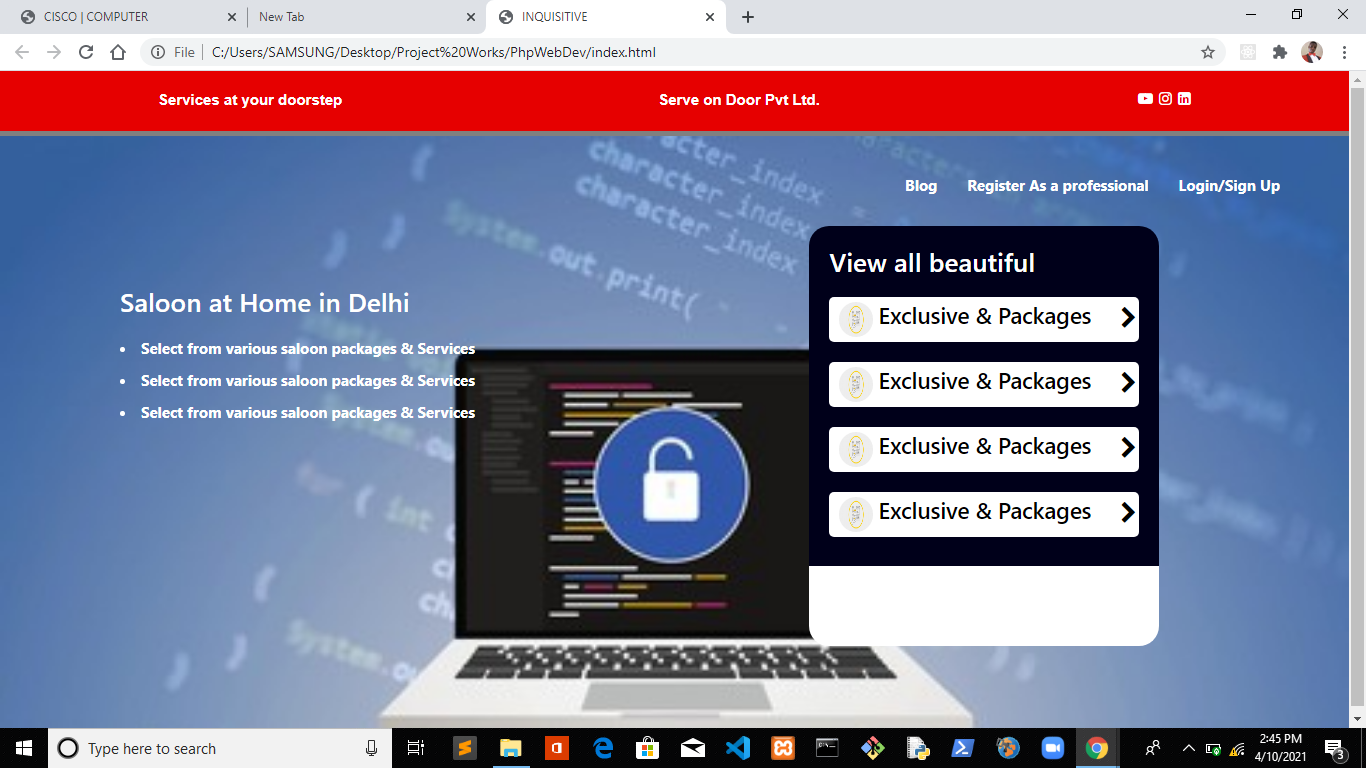 CISCO | COMPUTER
New Tab
INQUISITIVE
File
C:/Users/SAMSUNG/Desktop/Project%20Works/PhpWebDev/index.html
Services at your doorstep
Serve on Door Pvt Ltd.
character_index
character_index
character_index
System.out.print(
Blog
Register As a professional
Login/Sign Up
View all beautiful
Saloon at Home in Delhi
Exclusive & Packages
• Select from various saloon packages & Services
• Select from various saloon packages & Services
Exclusive & Packages
• Select from various saloon packages & Services
Exclusive & Packages
Exclusive & Packages
for ( int
System.ou
Type here to search
2:45 PM
4/10/2021
3